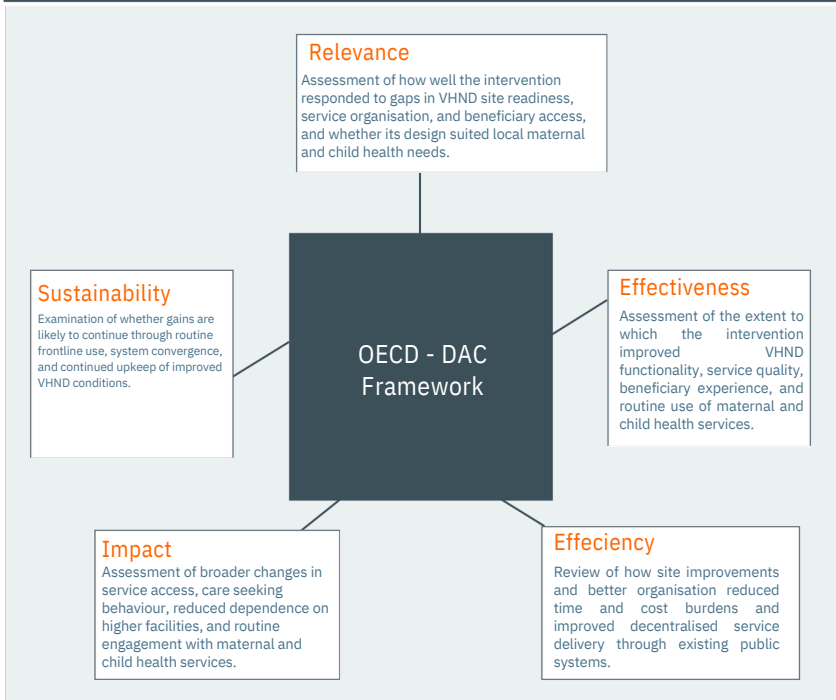 Relevance
Assessment of how well the intervention
responded to gaps in VHND site readiness,
service organisation, and beneficiary access,
and whether its design suited local maternal
and child health needs.
Sustainability
Examination of whether gains are
likely to continue through routine
frontline use, system convergence,
and continued upkeep of improved
VHND conditions.
OECD - DAC
Framework
Effectiveness
Assessment of the extent to
which the intervention
improved VHND
functionality, service quality,
beneficiary experience, and
routine use of maternal and
child health services.
Impact
Assessment of broader changes in
service access, care seeking
behaviour, reduced dependence on
higher facilities, and routine
engagement with maternal and
child health services.
Effeciency
Review of how site improvements
and better organisation reduced
time and cost burdens and
improved decentralised service
delivery through existing public
systems.